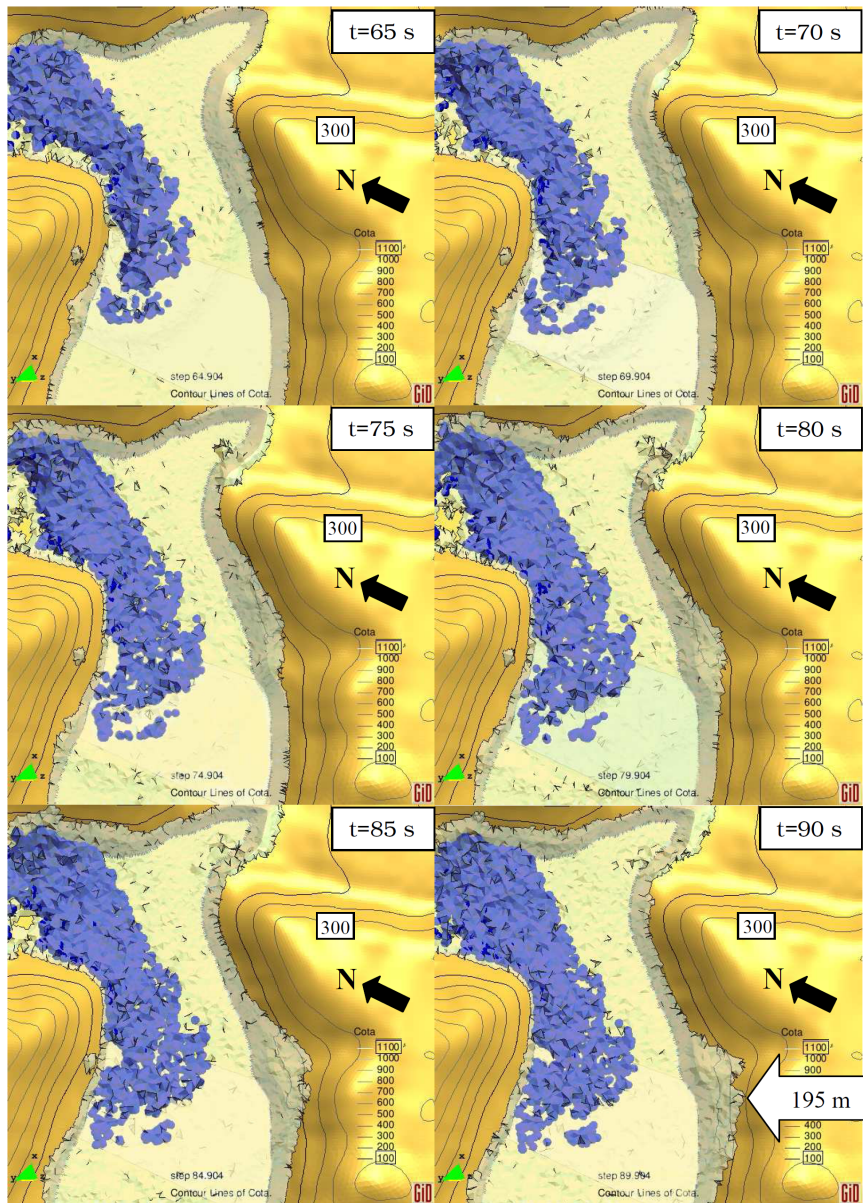 t=65 s
300
N
Cota
1100
1000
900
800
700
600
500
400
300
200
100
x
y z
step 64.904
Contour Lines of Cota.
GiD
t=70 s
300
N
Cota
1100
1000
900
800
700
600
500
400
300
200
100
x
y z
step 69.904
Contour Lines of Cota.
GiD
t=75 s
300
N
Cota
1100
1000
900
800
700
600
500
400
300
200
100
x
y z
step 74.904
Contour Lines of Cota.
GiD
t=80 s
300
N
Cota
1100
1000
900
800
700
600
500
400
300
200
100
x
y z
step 79.904
Contour Lines of Cota.
GiD
t=85 s
300
N
Cota
1100
1000
900
800
700
600
500
400
300
200
100
x
y z
step 84.904
Contour Lines of Cota.
GiD
t=90 s
300
N
Cota
1100
1000
900
195 m
400
300
200
100
x
y z
step 89.904
Contour Lines of Cota.
GiD